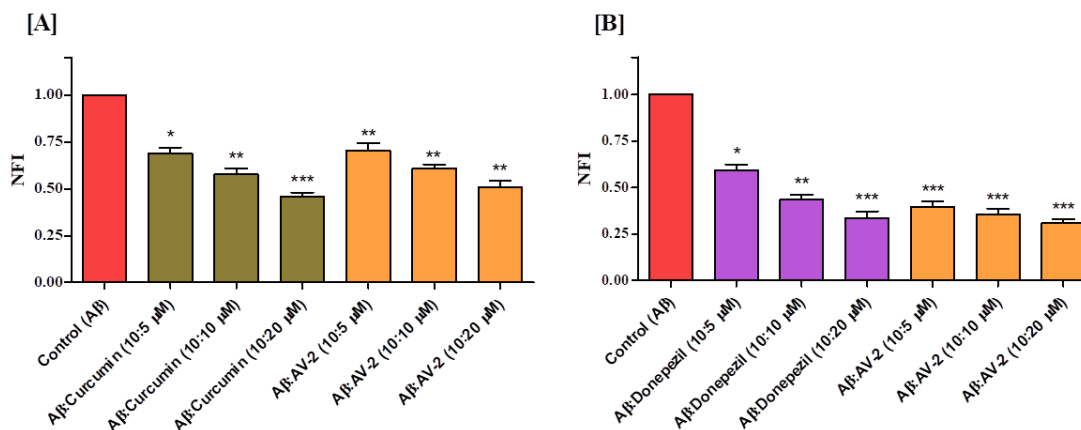 [A]
NFI
1.00
0.75
0.50
0.25
0.00
*
**
***
**
**
**
Control (Aβ)
Aβ:Curcumin (10:5 µM)
Aβ:Curcumin (10:10 µM)
Aβ:Curcumin (10:20 µM)
Aβ:AV-2 (10:5 µM)
Aβ:AV-2 (10:10 µM)
Aβ:AV-2 (10:20 µM)
[B]
NFI
1.00
0.75
0.50
0.25
0.00
*
**
***
***
***
***
Control (Aβ)
Aβ:Donepezil (10:5 µM)
Aβ:Donepezil (10:10 µM)
Aβ:Donepezil (10:20 µM)
Aβ:AV-2 (10:5 µM)
Aβ:AV-2 (10:10 µM)
Aβ:AV-2 (10:20 µM)